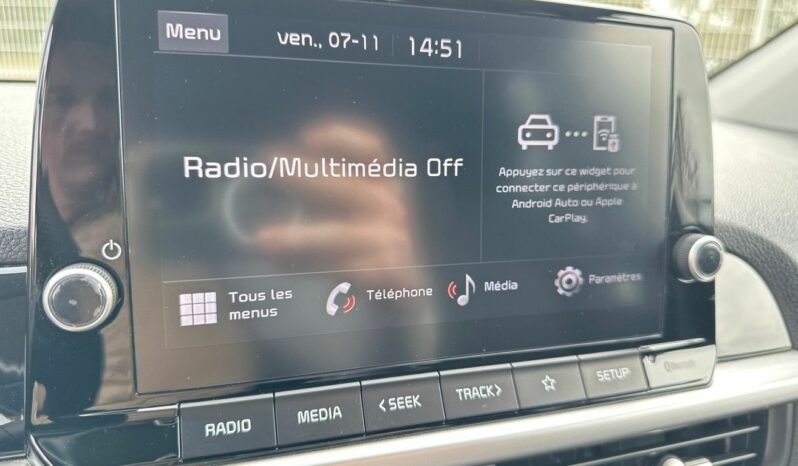 Menu
ven., 07-11
14:51
Radio/Multimédia Off
Appuyez sur ce widget pour
connecter ce périphérique à
Android Auto ou Apple
CarPlay.
Tous les
menus
Téléphone
Média
Paramètres
RADIO
MEDIA
<SEEK
TRACK>
SETUP